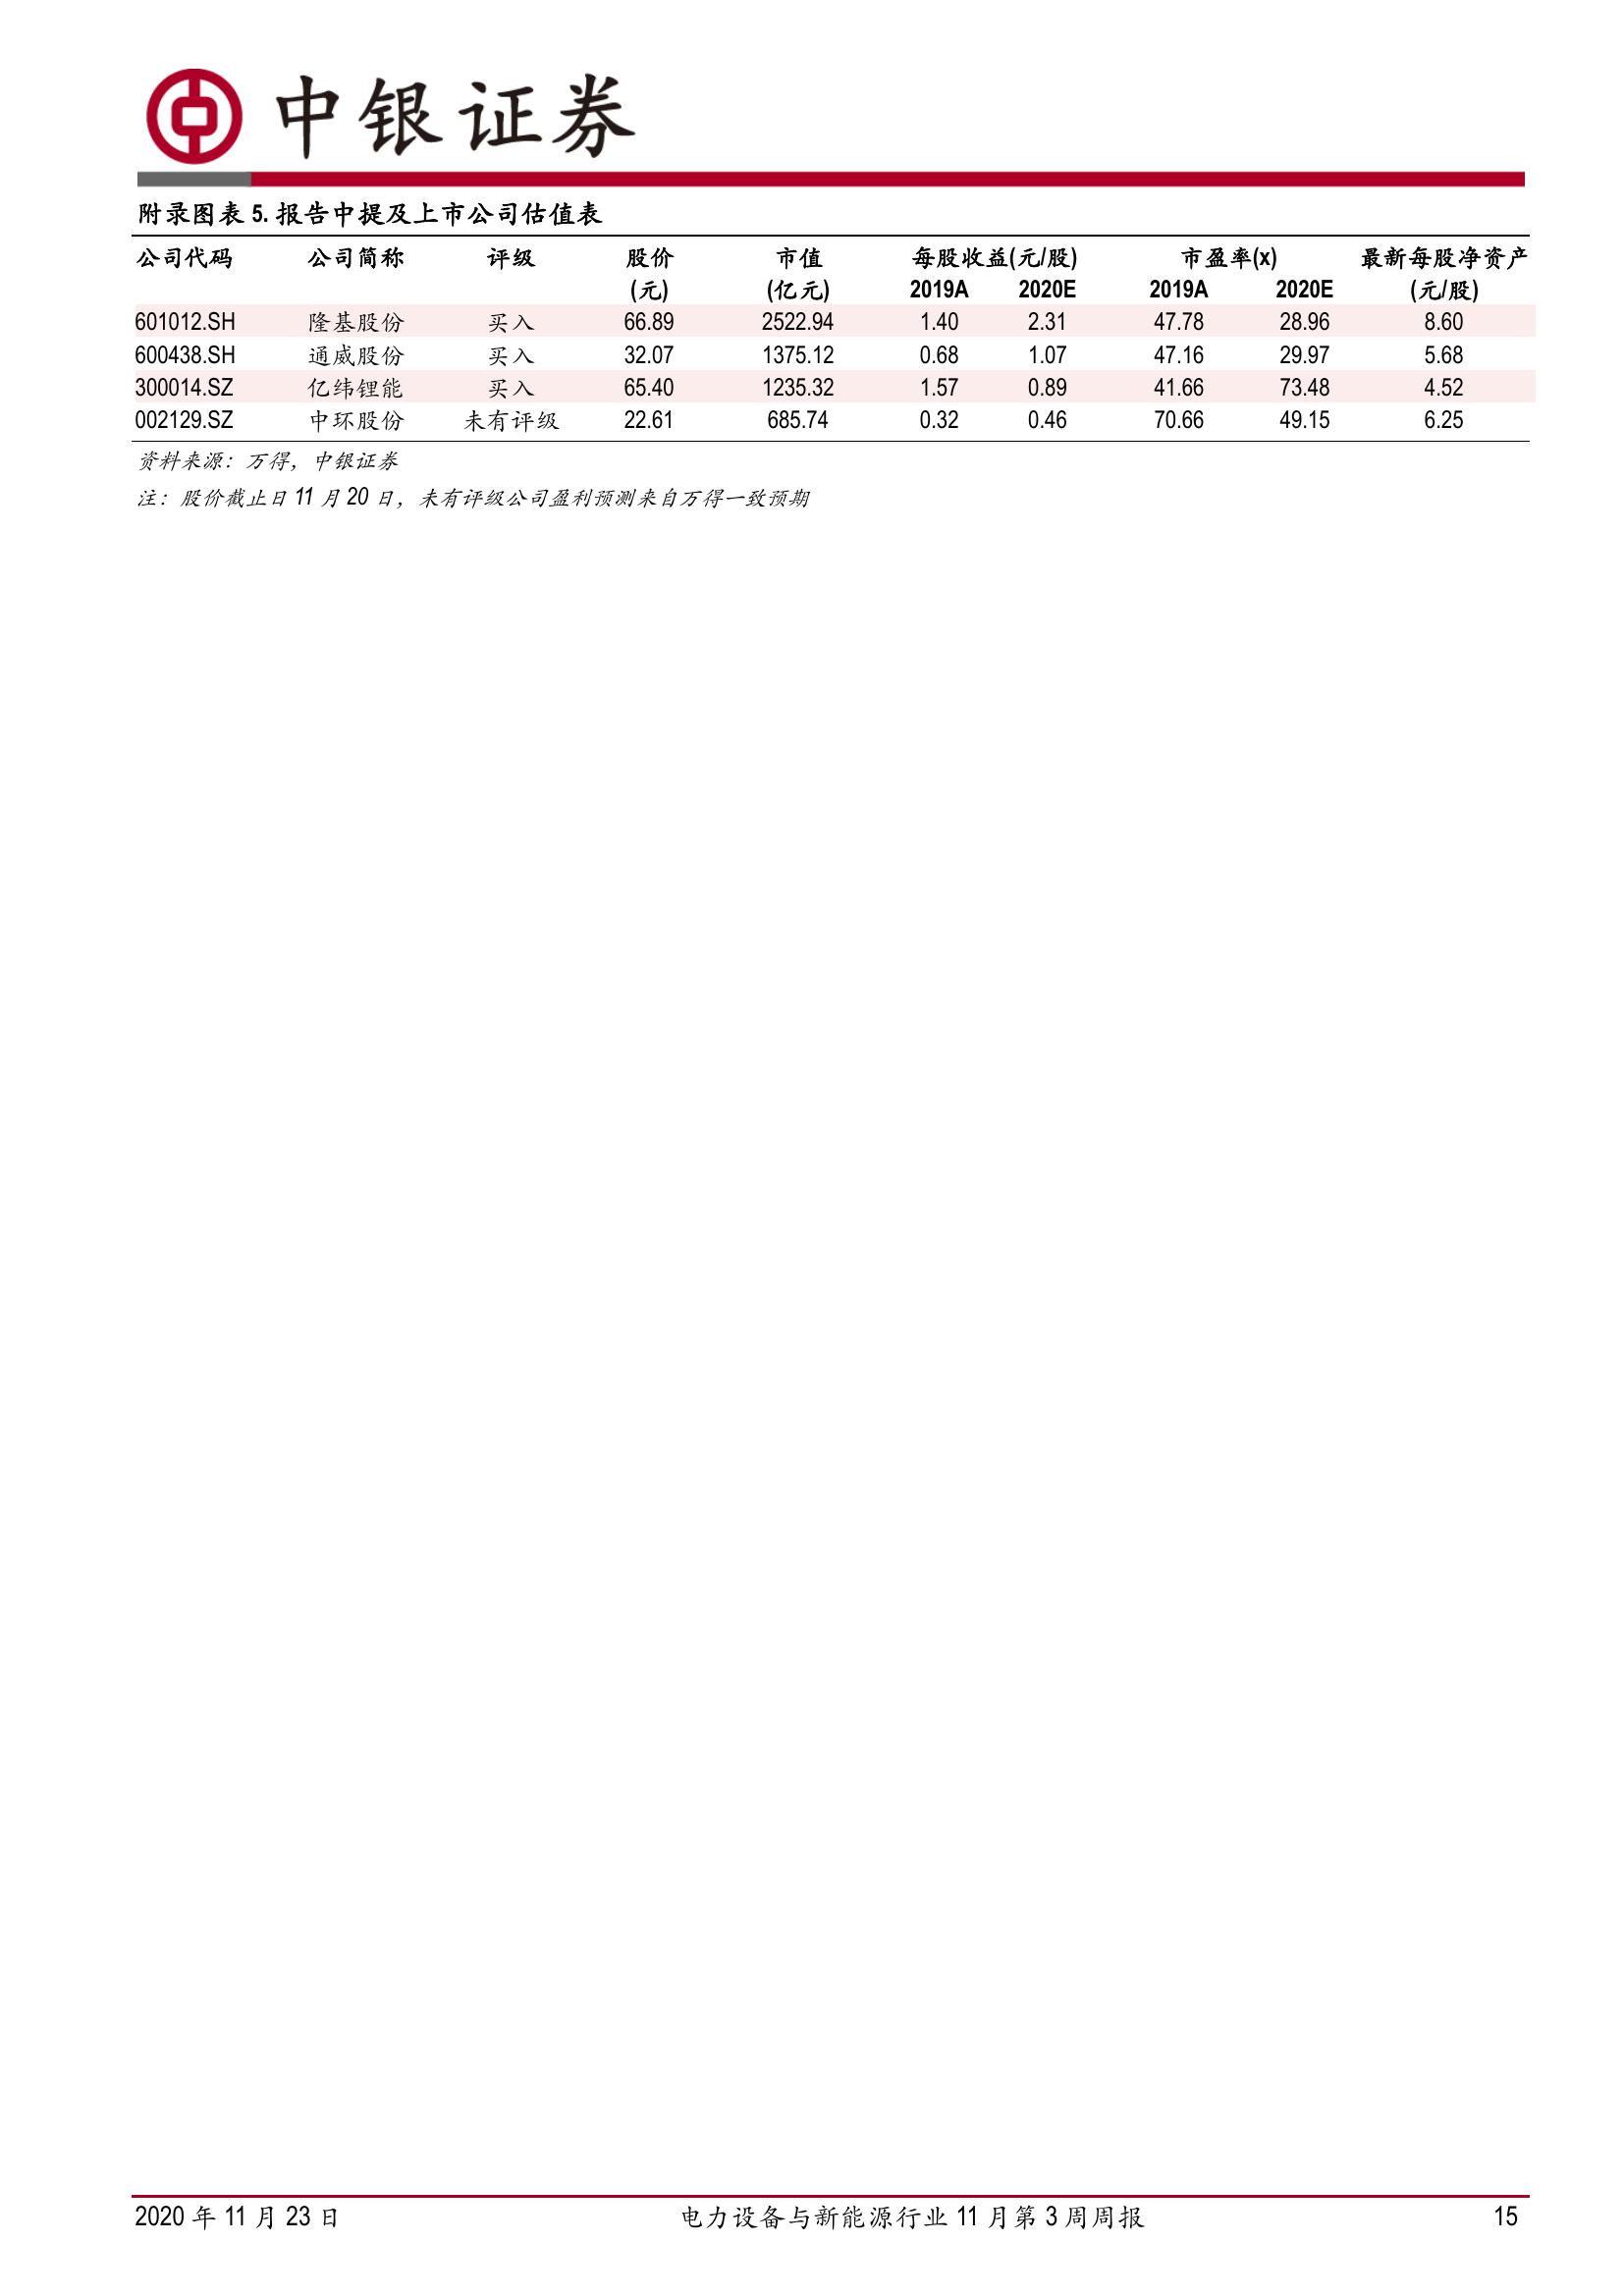 中银证券
附录图表 5. 报告中提及上市公司估值表
公司代码 公司简称 评级 股价 市值 每股收益(元/股) 市盈率(x) 最新每股净资产
(元) (亿元) 2019A 2020E 2019A 2020E (元/股)
601012.SH 隆基股份 买入 66.89 2522.94 1.40 2.31 47.78 28.96 8.60
600438.SH 通威股份 买入 32.07 1375.12 0.68 1.07 47.16 29.97 5.68
300014.SZ 亿纬锂能 买入 65.40 1235.32 1.57 0.89 41.66 73.48 4.52
002129.SZ 中环股份 未有评级 22.61 685.74 0.32 0.46 70.66 49.15 6.25
资料来源：万得，中银证券
注：股价截止日 11 月 20 日，未有评级公司盈利预测来自万得一致预期
2020 年 11 月 23 日 电力设备与新能源行业 11 月第 3 周周报 15